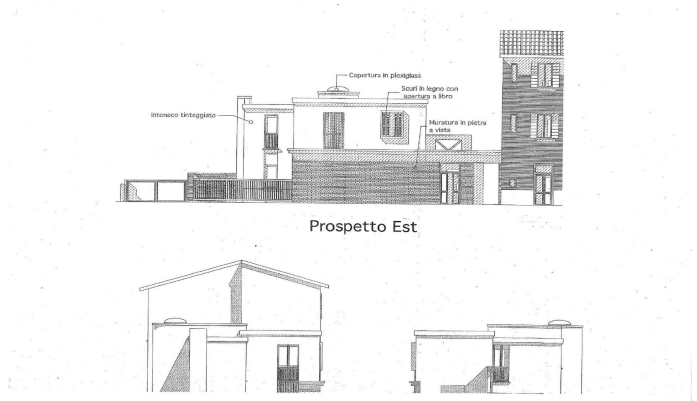 Copertura in plexiglass
Scuri in legno con
apertura a libro
Intonaco tinteggiato
Muratura in pietra
a vista
Prospetto Est